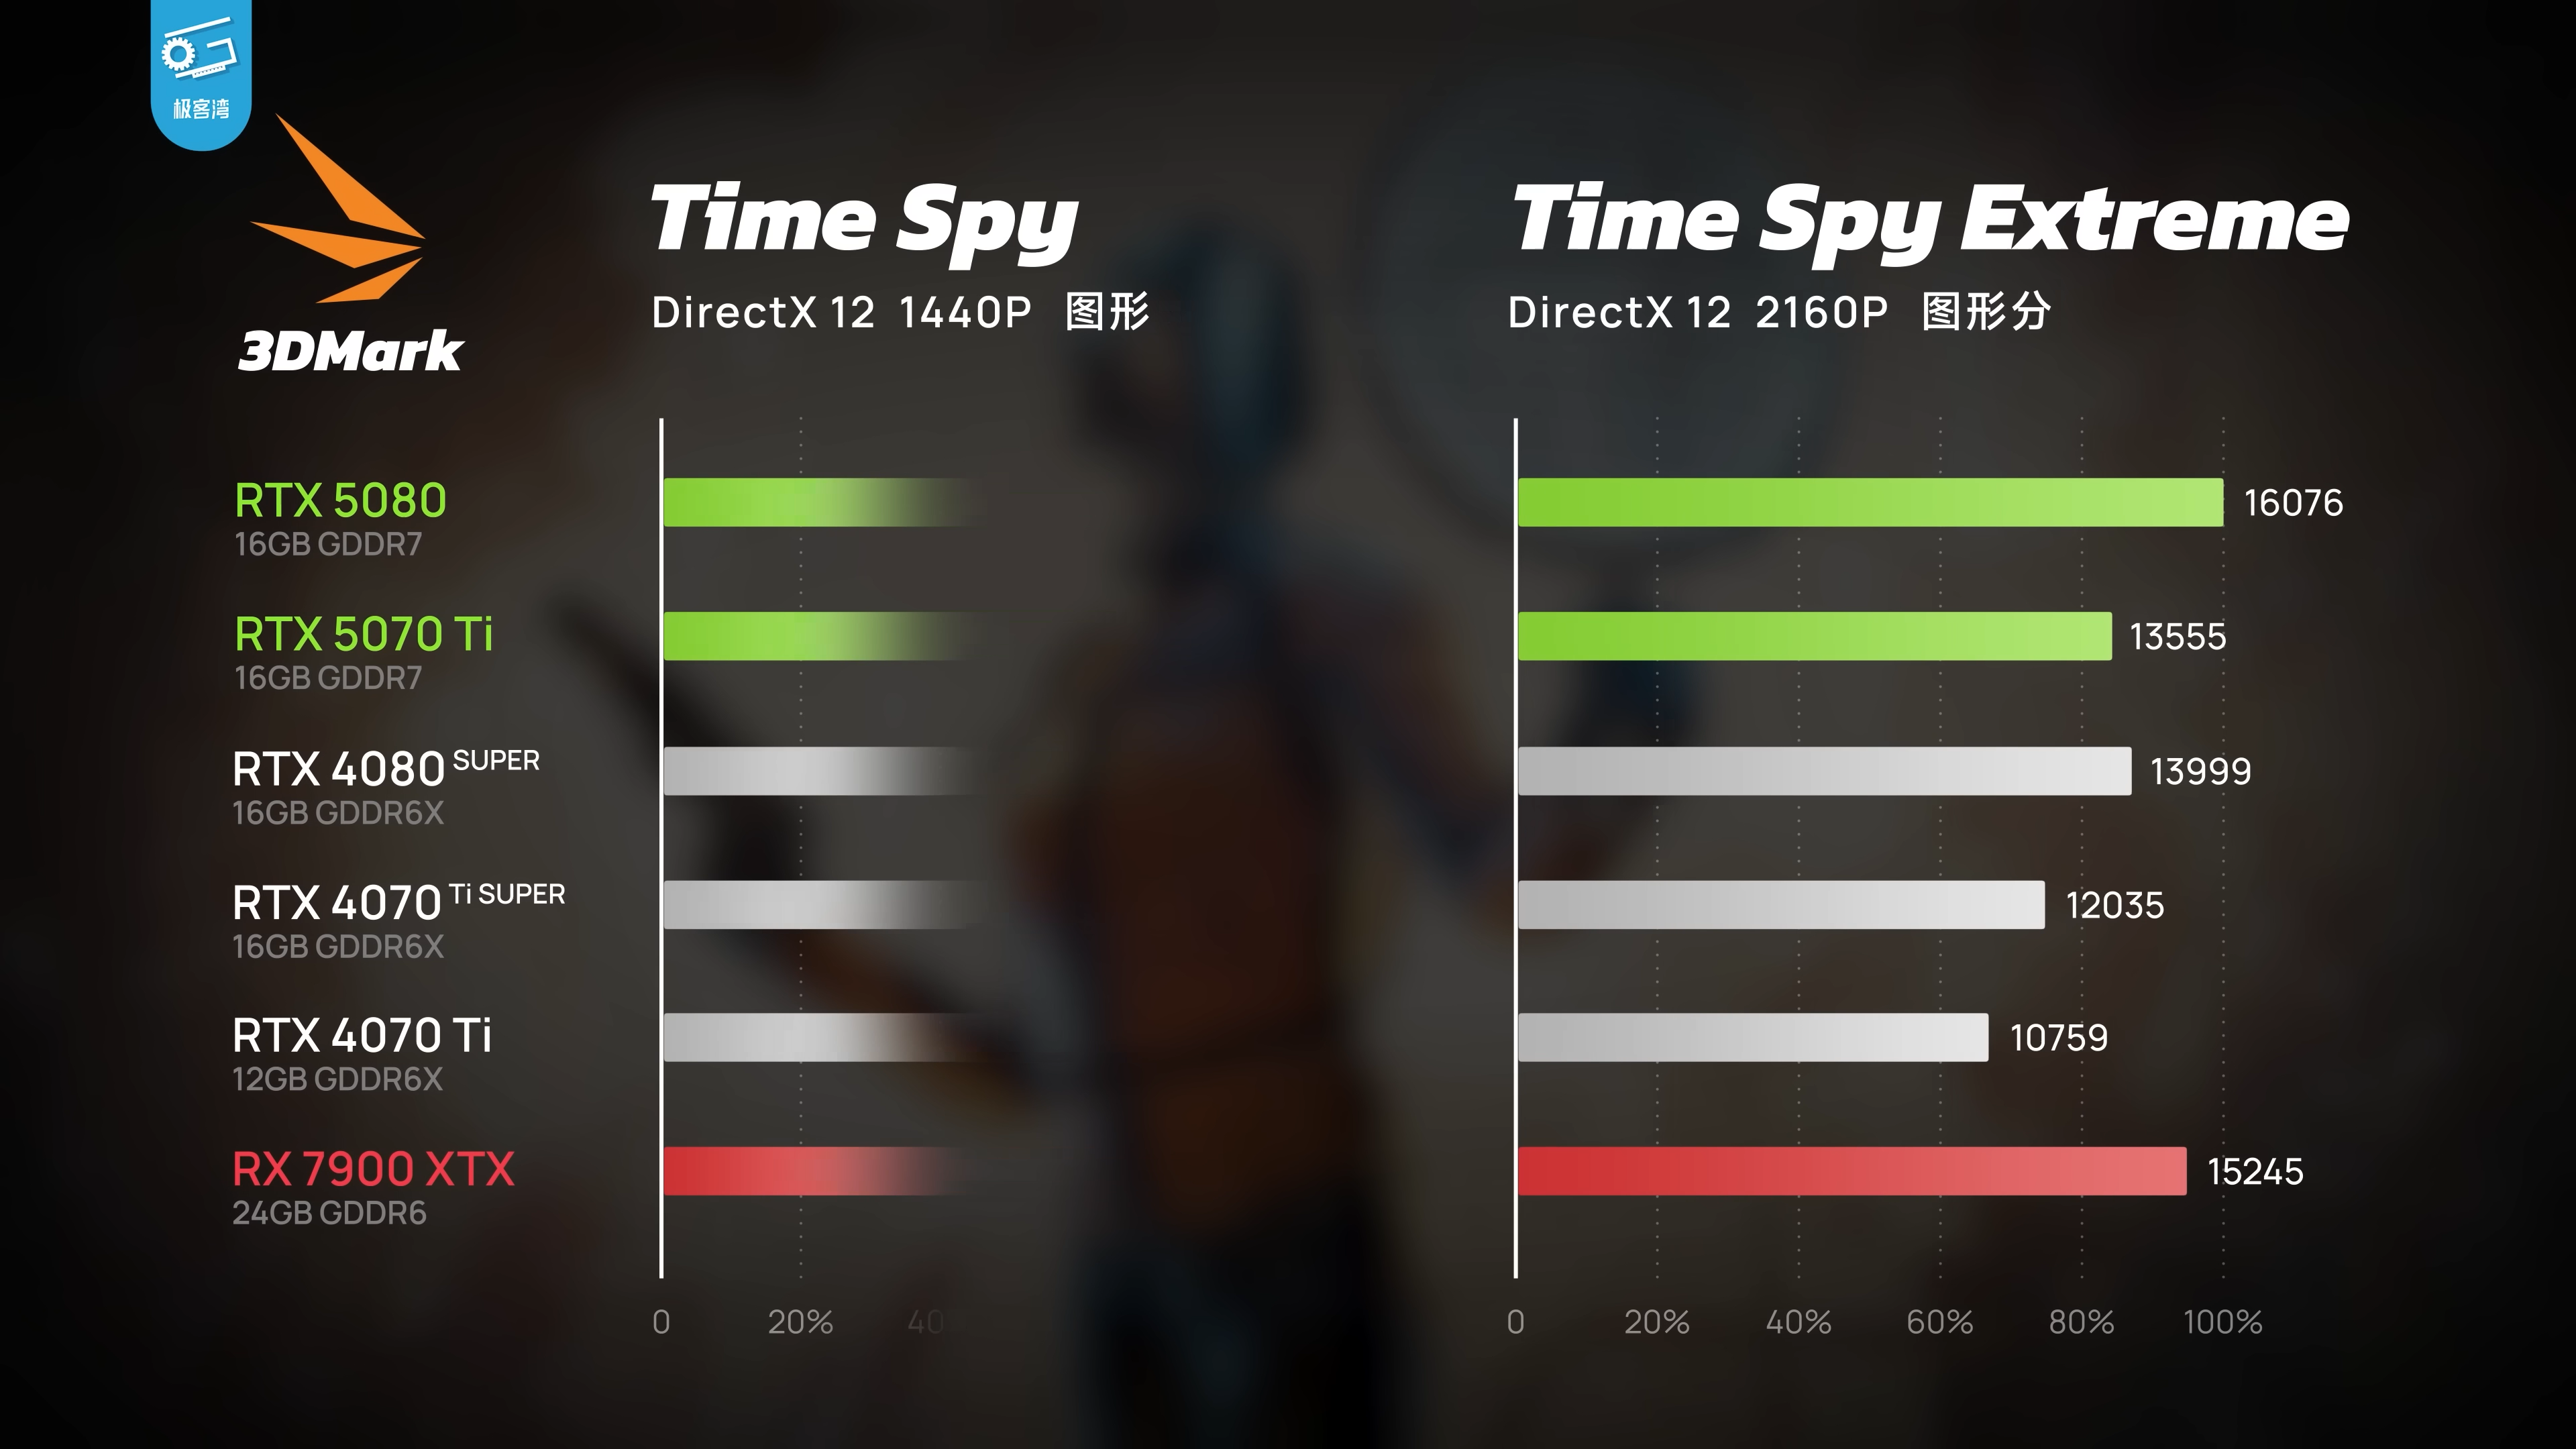 极客湾
3DMark
Time Spy
DirectX 12 1440P 图形
Time Spy Extreme
DirectX 12 2160P 图形分
RTX 5080
16GB GDDR7
16076
RTX 5070 Ti
16GB GDDR7
13555
RTX 4080 SUPER
16GB GDDR6X
13999
RTX 4070 Ti SUPER
16GB GDDR6X
12035
RTX 4070 Ti
12GB GDDR6X
10759
RX 7900 XTX
24GB GDDR6
15245
0 20% 40
0 20% 40% 60% 80% 100%